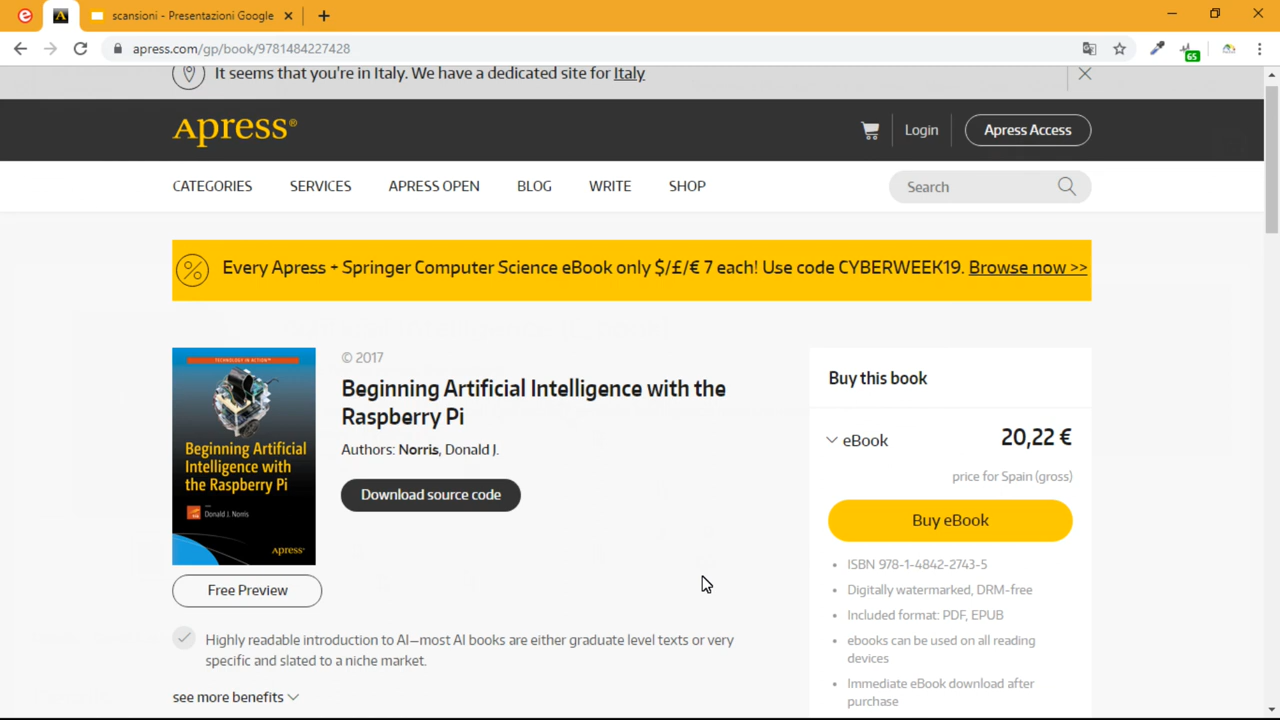 scansioni - Presentazioni Google
apress.com/gp/book/9781484227428
65
It seems that you're in Italy. We have a dedicated site for Italy
Apress®
Login
Apress Access
CATEGORIES
SERVICES
APRESS OPEN
BLOG
WRITE
SHOP
Search
Every Apress + Springer Computer Science eBook only $/£/€ 7 each! Use code CYBERWEEK19. Browse now >>
TECHNOLOGY IN ACTION™
Beginning Artificial
Intelligence with
the Raspberry Pi
Donald J. Norris
Apress®
Free Preview
© 2017
Beginning Artificial Intelligence with the
Raspberry Pi
Authors: Norris, Donald J.
Download source code
Highly readable introduction to AI—most AI books are either graduate level texts or very
specific and slated to a niche market.
see more benefits
Buy this book
eBook
20,22 €
price for Spain (gross)
Buy eBook
• ISBN 978-1-4842-2743-5
• Digitally watermarked, DRM-free
• Included format: PDF, EPUB
• ebooks can be used on all reading
devices
• Immediate eBook download after
purchase